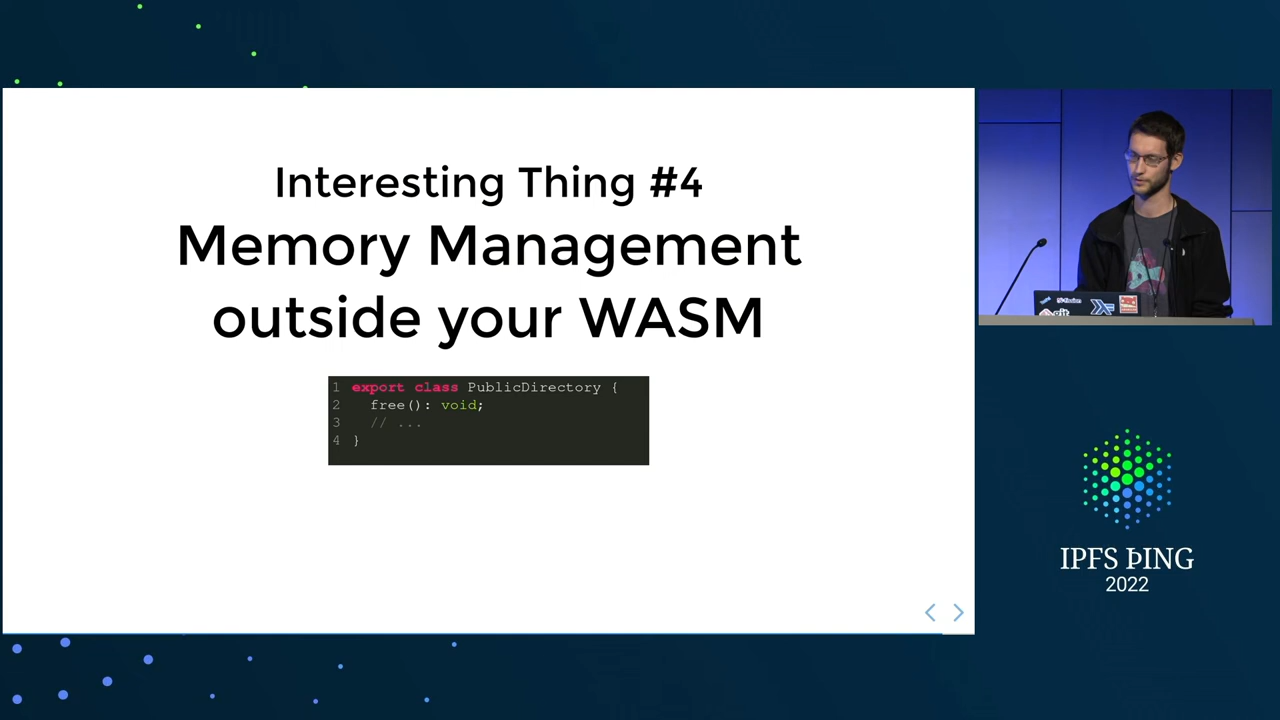 Interesting Thing #4
Memory Management
outside your WASM
1 export class PublicDirectory {
2 free(): void;
3 // ...
4 }
git
IPFS ÞING
2022